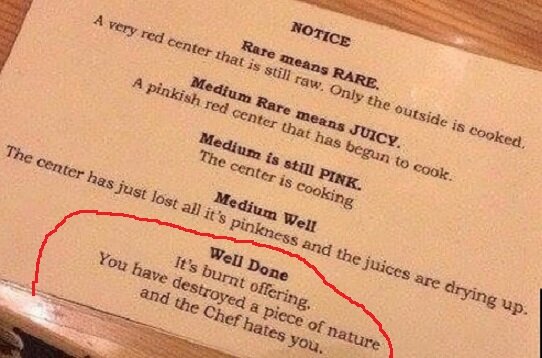 NOTICE
Rare means RARE.
A very red center that is still raw. Only the outside is cooked.
Medium Rare means JUICY.
A pinkish red center that has begun to cook.
Medium is still PINK.
The center is cooking
Medium Well
The center has just lost all it's pinkness and the juices are drying up.
Well Done
It's burnt offering.
You have destroyed a piece of nature
and the Chef hates you.